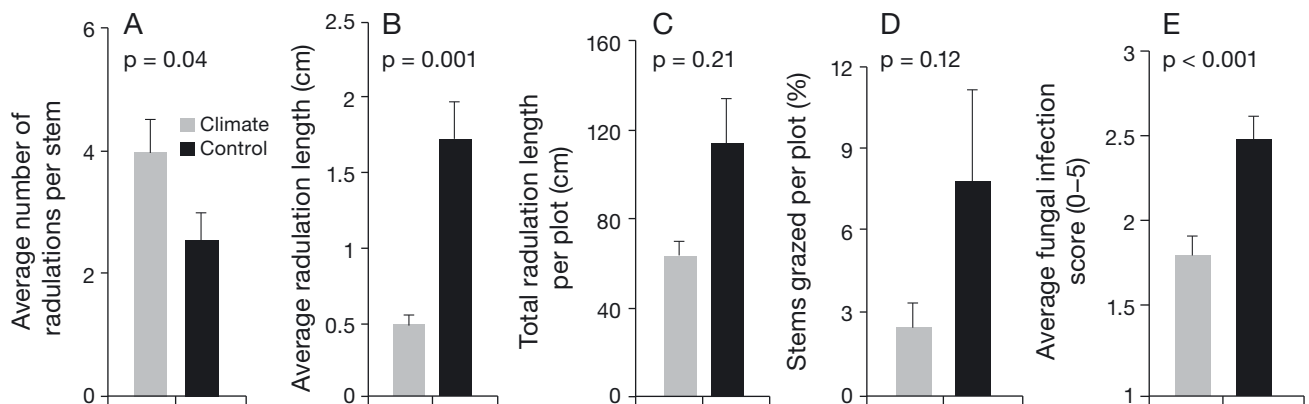 A
p = 0.04
Climate
Control
Average number of
radulations per stem
6
4
2
0
B
p = 0.001
Average radulation length (cm)
2.5
2
1.5
1
0.5
0
C
p = 0.21
Total radulation length
per plot (cm)
160
120
80
40
0
D
p = 0.12
Stems grazed per plot (%)
12
9
6
3
0
E
p < 0.001
Average fungal infection
score (0–5)
3
2.5
2
1.5
1